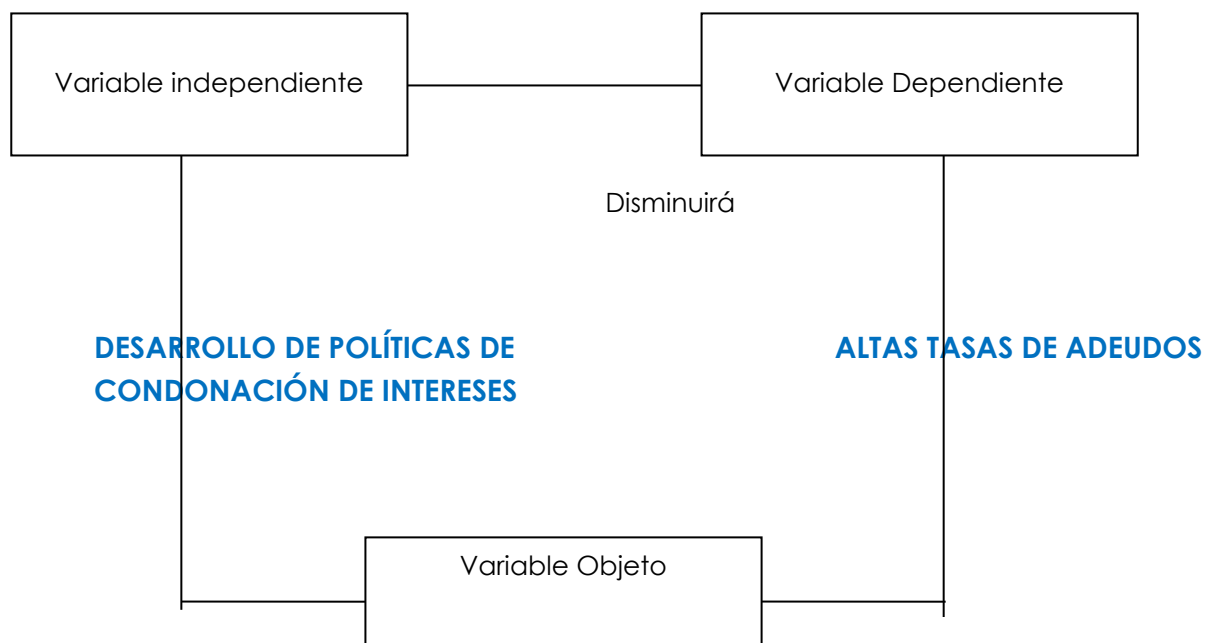 Variable independiente
Variable Dependiente
Disminuirá
DESARROLLO DE POLÍTICAS DE
CONDONACIÓN DE INTERESES
ALTAS TASAS DE ADEUDOS
Variable Objeto